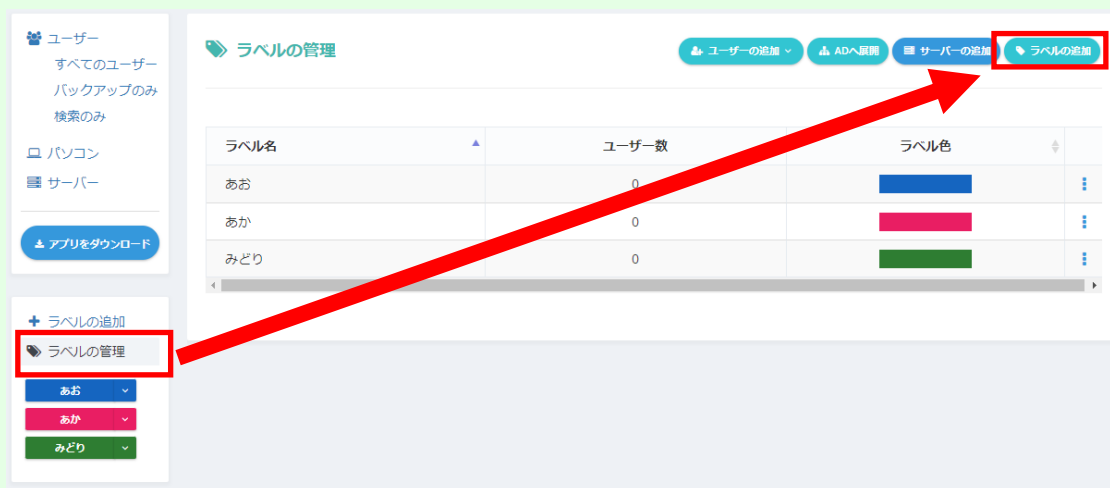 ユーザー
すべてのユーザー
バックアップのみ
検索のみ
パソコン
サーバー
アプリをダウンロード
ラベルの追加
ラベルの管理
あお
あか
みどり
ラベルの管理
ユーザーの追加
ADへ展開
サーバーの追加
ラベルの追加
ラベル名 ユーザー数 ラベル色
あお 0
あか 0
みどり 0